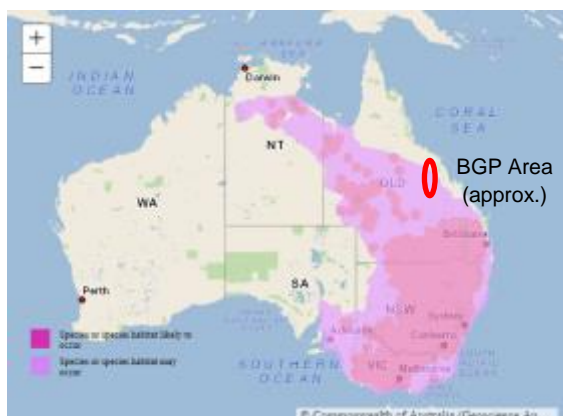 +
−
ARAFURA
SEA
Darwin
INDIAN
OCEAN
CORAL
SEA
NT
QLD
BGP Area
(approx.)
WA
Brisbane
SA
Perth
NSW
Sydney
Adelaide
Canberra
Species or species habitat likely to
occur
Species or species habitat may
occur
VIC
Melbourne
SOUTHERN
OCEAN
© Commonwealth of Australia (Geoscience Au...